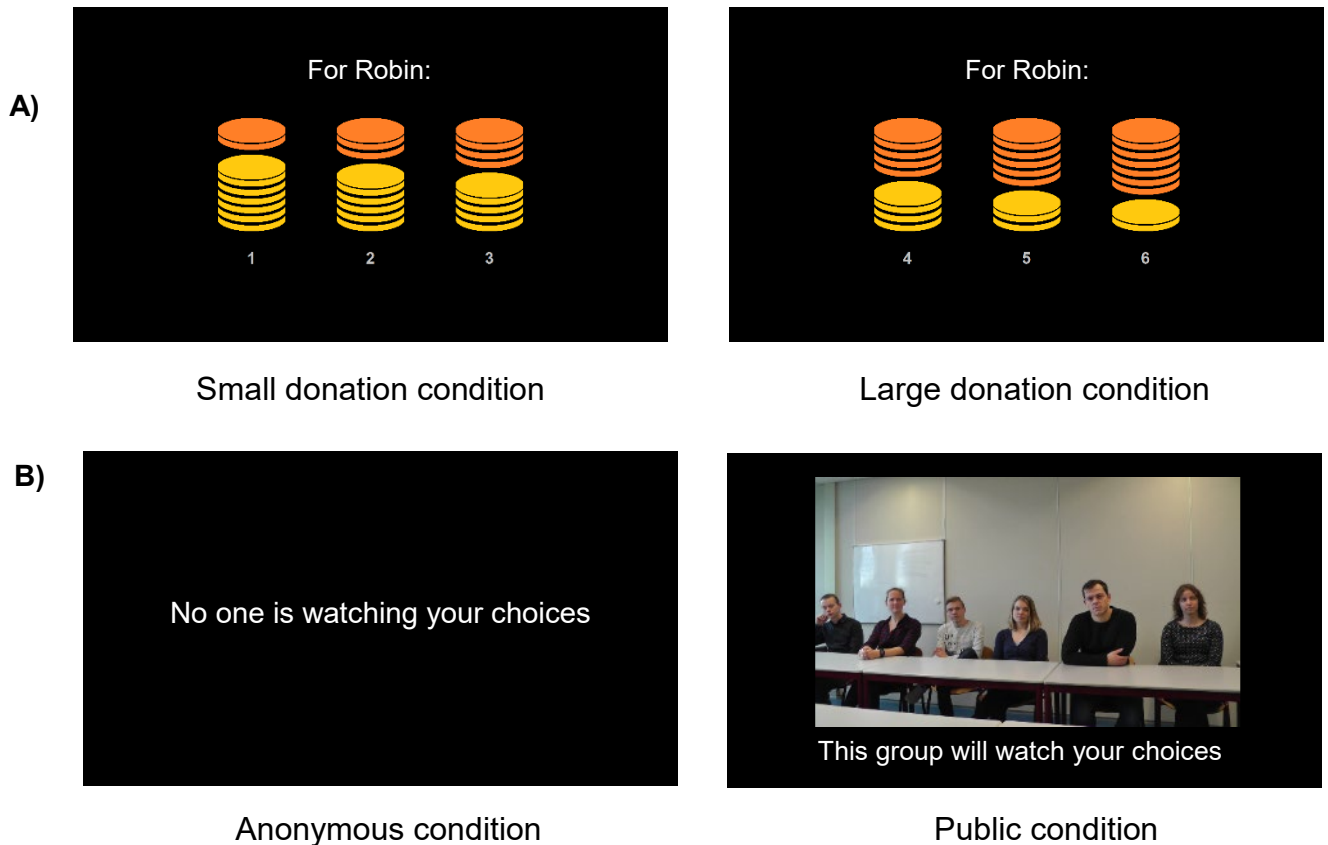 A)
For Robin:
1 2 3
Small donation condition
For Robin:
4 5 6
Large donation condition
B)
No one is watching your choices
Anonymous condition
This group will watch your choices
Public condition